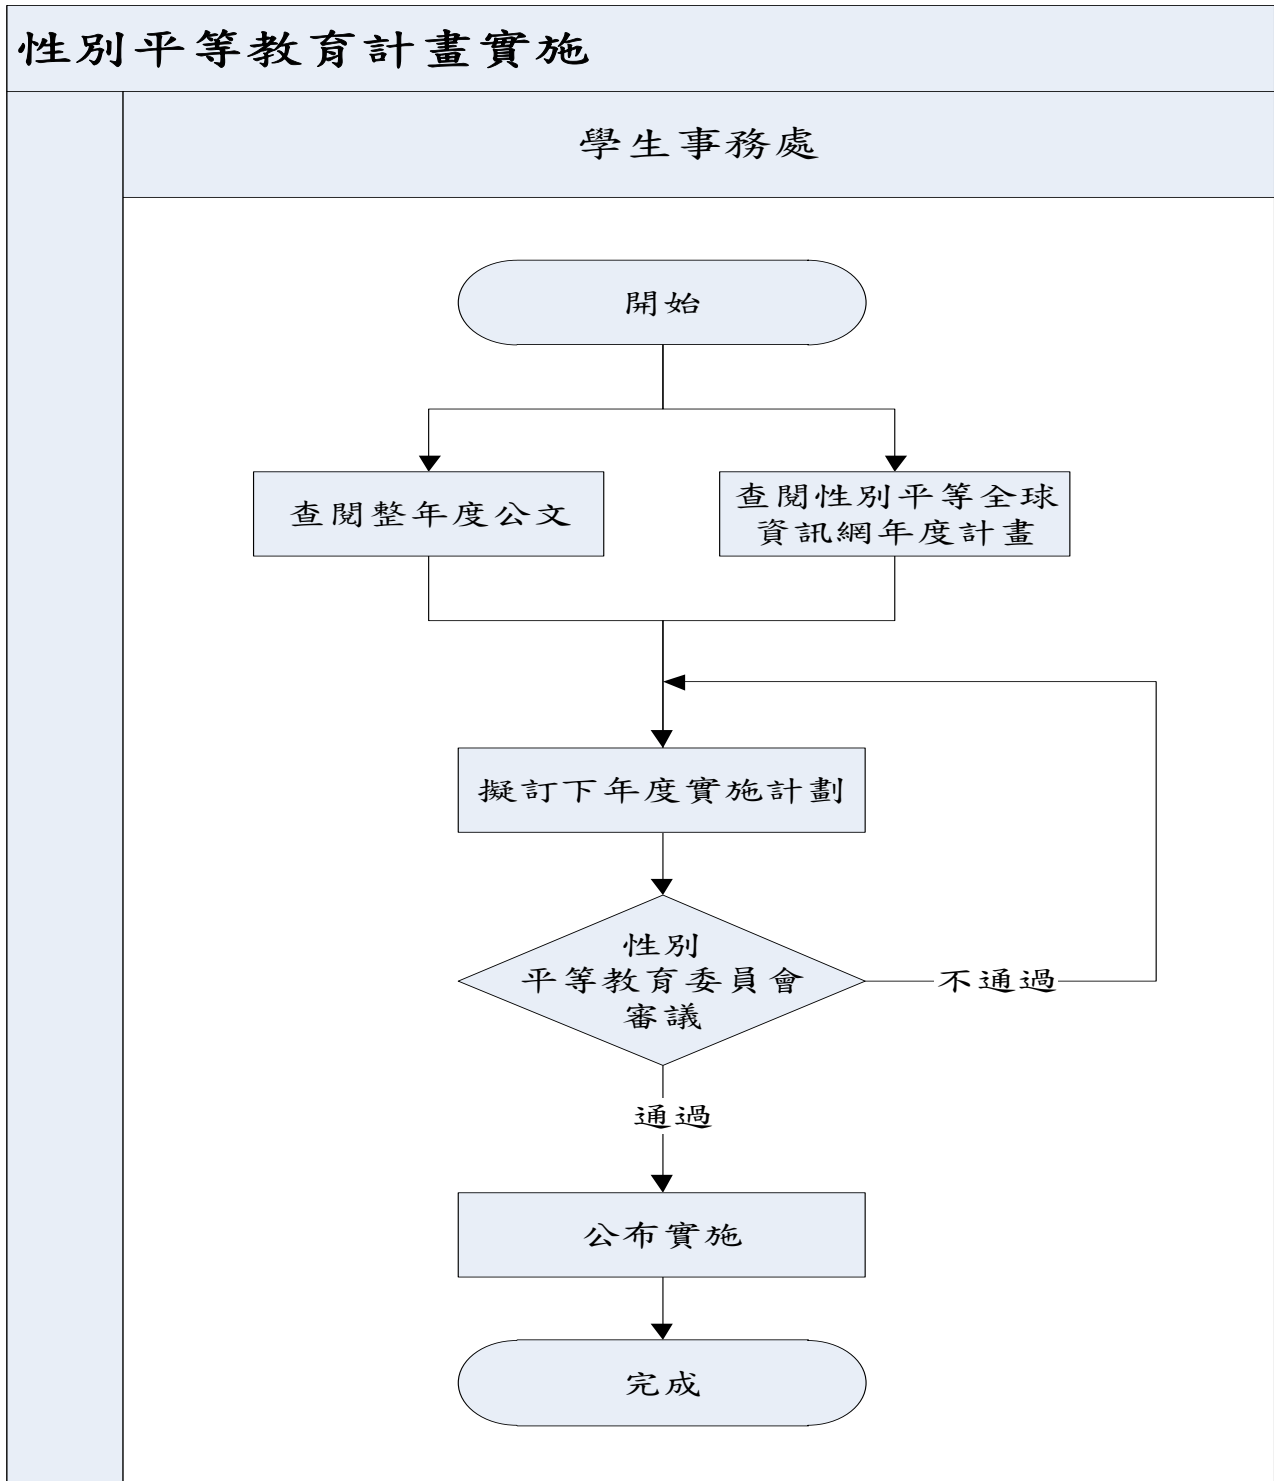 性別平等教育計畫實施
學生事務處
開始
查閱整年度公文
查閱性別平等全球
資訊網年度計畫
擬訂下年度實施計劃
性別
平等教育委員會
審議
不通過
通過
公布實施
完成